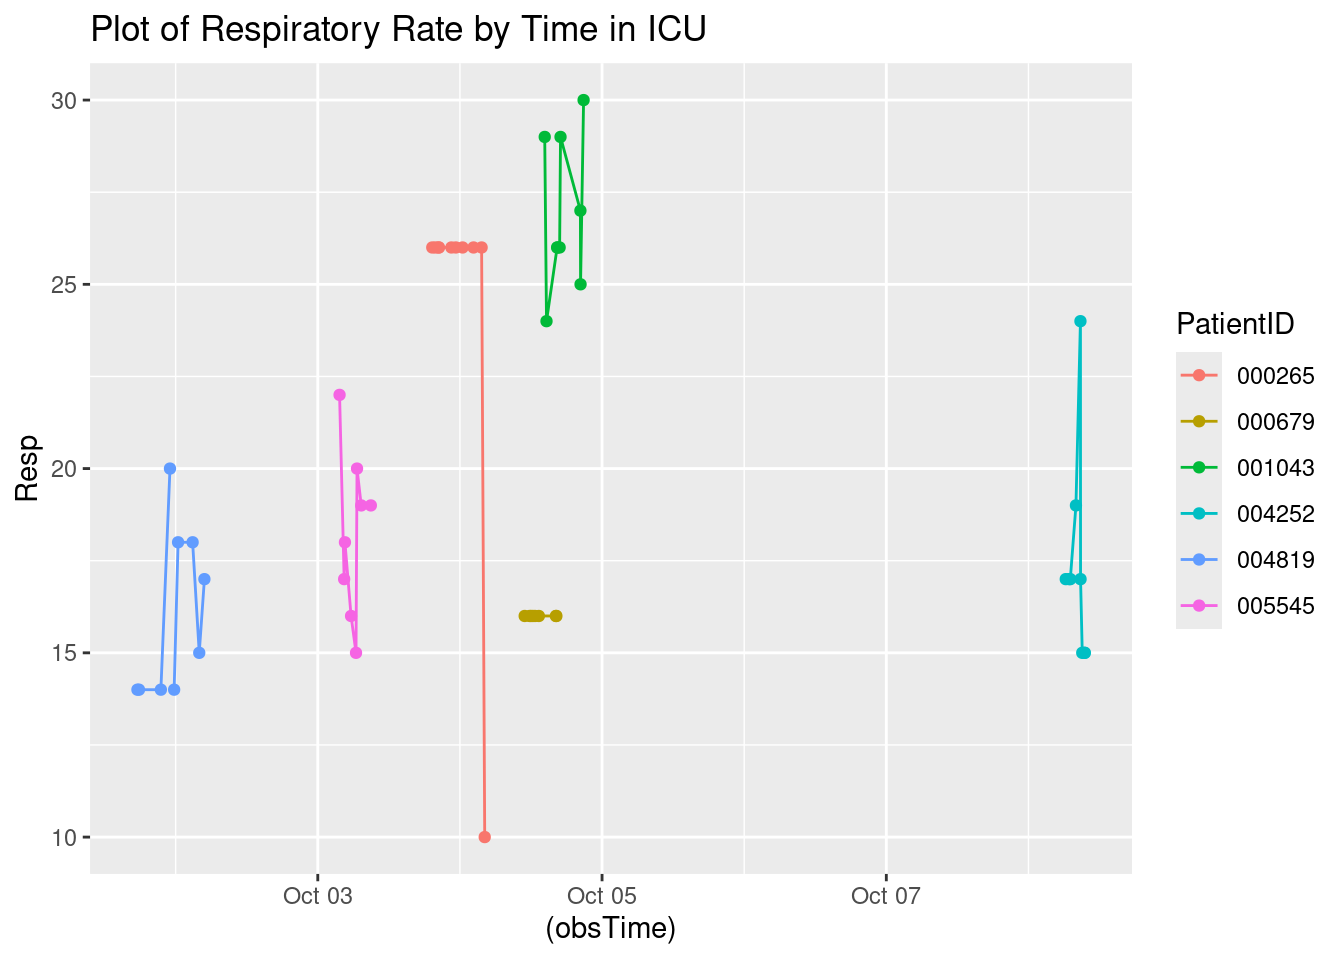 Plot of Respiratory Rate by Time in ICU
30
25
20
15
10
Resp
Oct 03
Oct 05
Oct 07
(obsTime)
PatientID
000265
000679
001043
004252
004819
005545